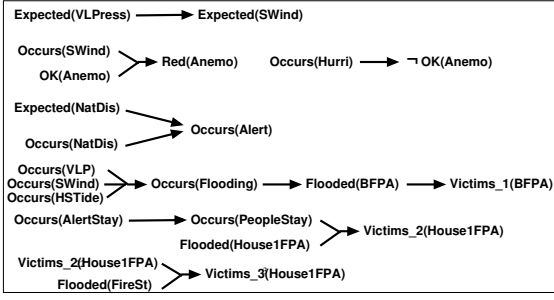 Expected(VLPress) Expected(SWind)
Occurs(SWind)
OK(Anemo)
Red(Anemo)
Occurs(Hurri) ¬ OK(Anemo)
Expected(NatDis)
Occurs(NatDis)
Occurs(Alert)
Occurs(VLP)
Occurs(SWind)
Occurs(HSTide)
Occurs(Flooding) Flooded(BFPA) Victims_1(BFPA)
Occurs(AlertStay) Occurs(PeopleStay)
Flooded(House1FPA)
Victims_2(House1FPA)
Victims_2(House1FPA)
Flooded(FireSt)
Victims_3(House1FPA)